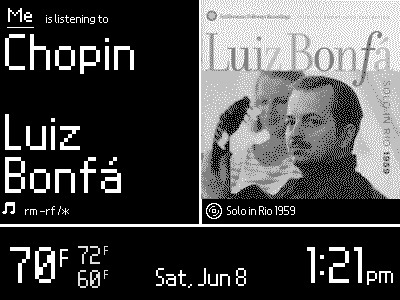 Me is listening to
Chopin
Luiz
Bonfá
rm -rf /*
Luiz Bonfá
SOLO IN RIO 1959
Solo in Rio 1959
70F
72F
60F
Sat, Jun 8
1:21pm